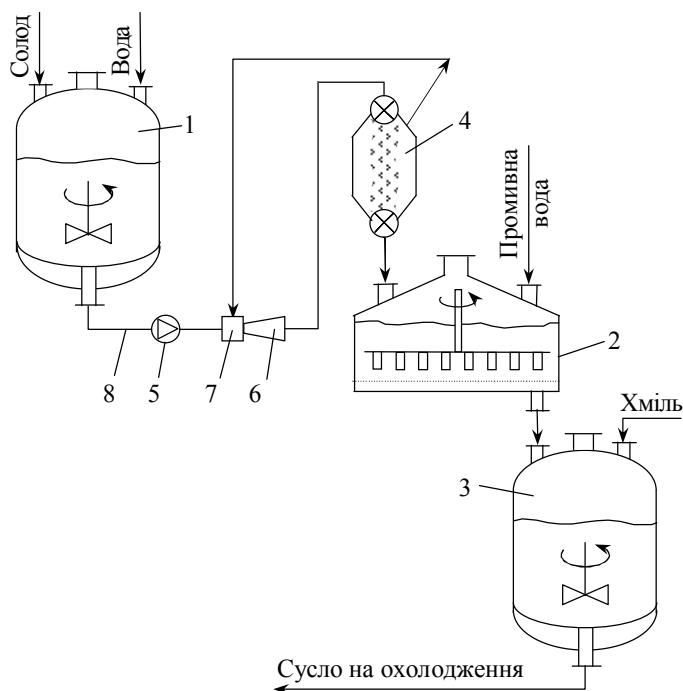 Солод
Вода
1
4
Промивна
вода
2
8
5
7
6
Хміль
3
Сусло на охолодження